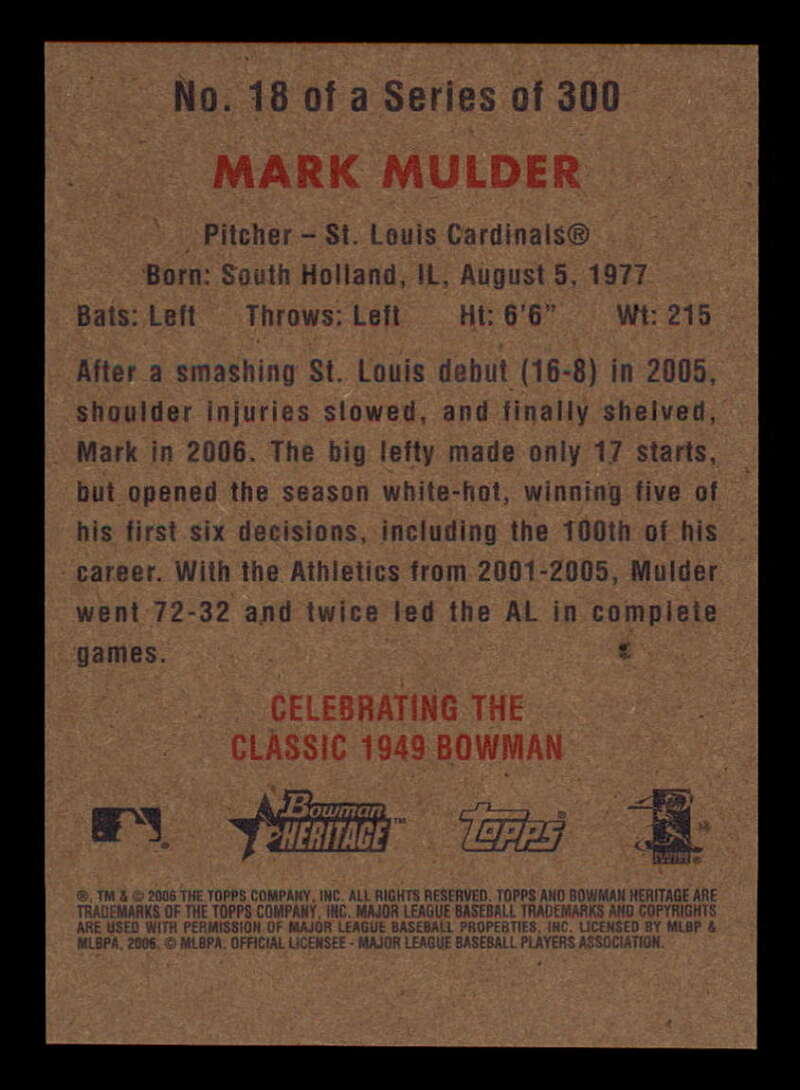 No. 18 of a Series of 300
MARK MULDER
Pitcher – St. Louis Cardinals®
Born: South Holland, IL, August 5, 1977
Bats: Left Throws: Left Ht: 6'6" Wt: 215
After a smashing St. Louis debut (16-8) in 2005,
shoulder injuries slowed, and finally shelved,
Mark in 2006. The big lefty made only 17 starts,
but opened the season white-hot, winning five of
his first six decisions, including the 100th of his
career. With the Athletics from 2001-2005, Mulder
went 72-32 and twice led the AL in complete
games.
CELEBRATING THE
CLASSIC 1949 BOWMAN
Bowman HERITAGE™ Topps®
®, TM & © 2006 THE TOPPS COMPANY, INC. ALL RIGHTS RESERVED. TOPPS AND BOWMAN HERITAGE ARE
TRADEMARKS OF THE TOPPS COMPANY, INC. MAJOR LEAGUE BASEBALL TRADEMARKS AND COPYRIGHTS
ARE USED WITH PERMISSION OF MAJOR LEAGUE BASEBALL PROPERTIES, INC. LICENSED BY MLBP &
MLBPA, 2006. © MLBPA. OFFICIAL LICENSEE - MAJOR LEAGUE BASEBALL PLAYERS ASSOCIATION.